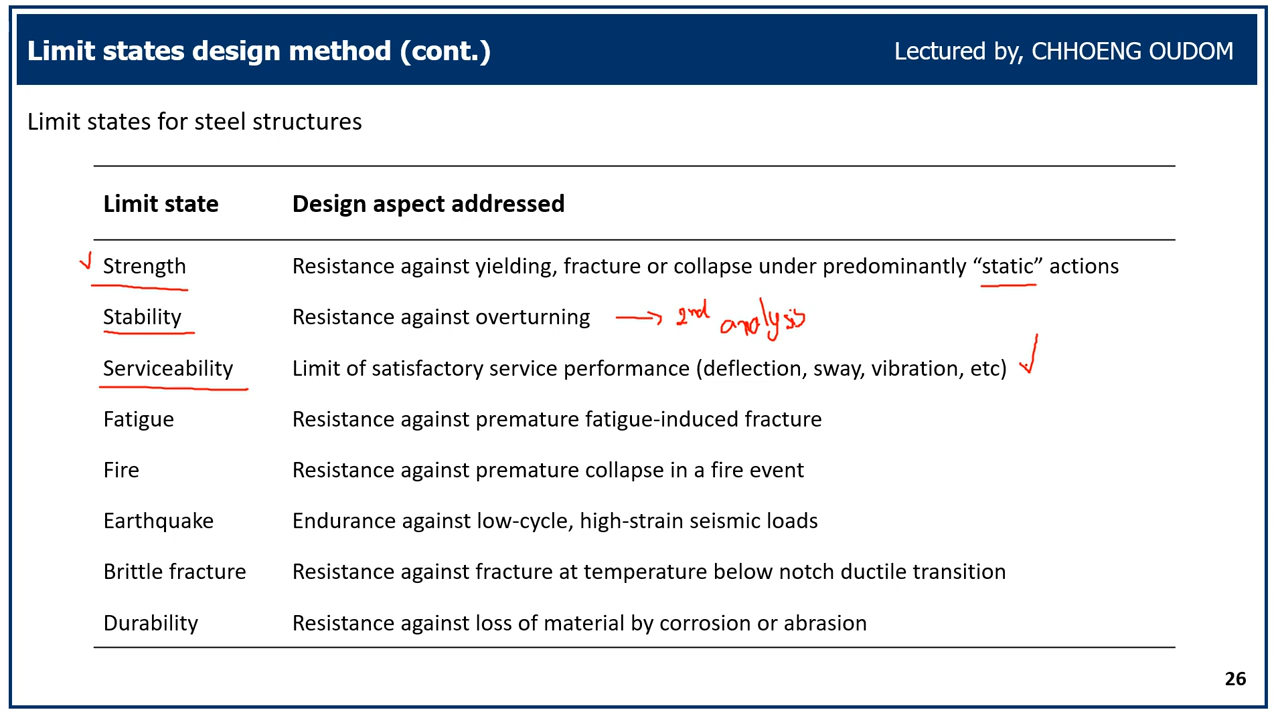 Limit states design method (cont.)
Lectured by, CHHOENG OUDOM
Limit states for steel structures
Limit state Design aspect addressed
Strength Resistance against yielding, fracture or collapse under predominantly “static” actions
Stability Resistance against overturning → 2nd analysis
Serviceability Limit of satisfactory service performance (deflection, sway, vibration, etc)
Fatigue Resistance against premature fatigue-induced fracture
Fire Resistance against premature collapse in a fire event
Earthquake Endurance against low-cycle, high-strain seismic loads
Brittle fracture Resistance against fracture at temperature below notch ductile transition
Durability Resistance against loss of material by corrosion or abrasion
26